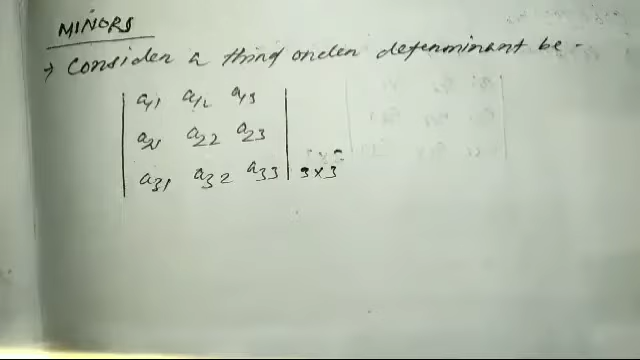 MINORS
→ Consider a third order determinant be -
a11 a12 a13
a21 a22 a23
a31 a32 a33 3×3